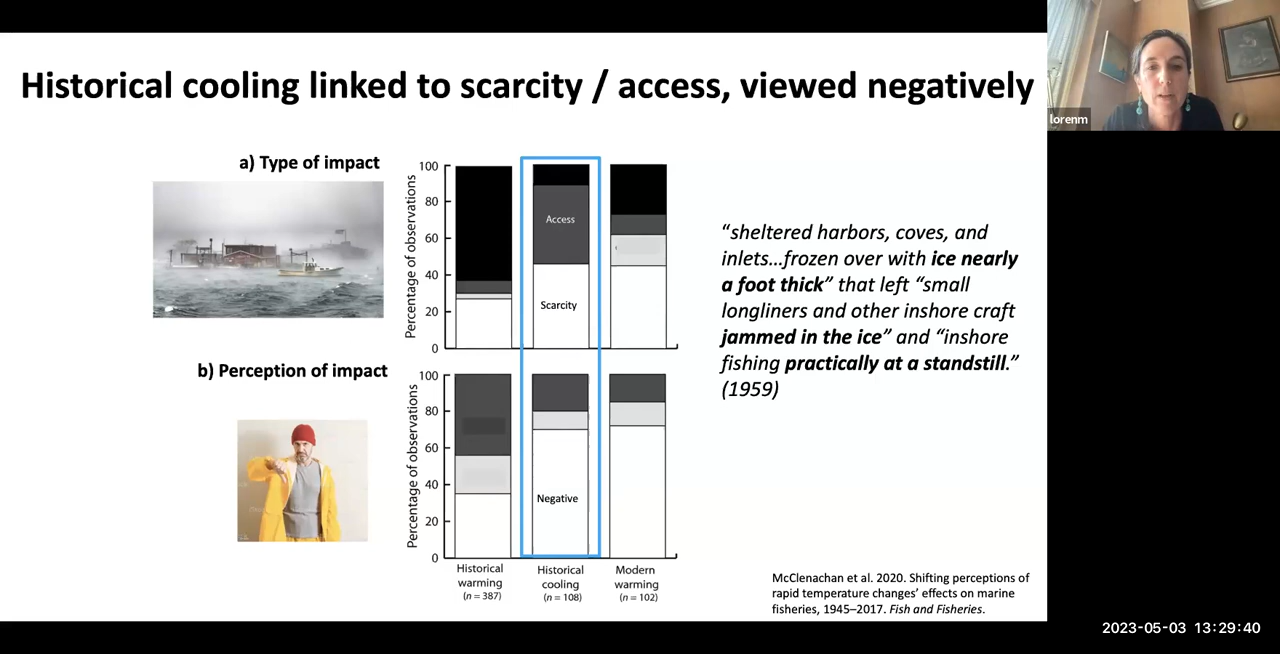 Historical cooling linked to scarcity / access, viewed negatively
lorenm
a) Type of impact
Percentage of observations
100
80
60
40
20
0
Access
Scarcity
b) Perception of impact
Percentage of observations
100
80
60
40
20
0
Negative
Historical
warming
(n = 387)
Historical
cooling
(n = 108)
Modern
warming
(n = 102)
“sheltered harbors, coves, and
inlets…frozen over with ice nearly
a foot thick” that left “small
longliners and other inshore craft
jammed in the ice” and “inshore
fishing practically at a standstill.”
(1959)
McClenachan et al. 2020. Shifting perceptions of
rapid temperature changes’ effects on marine
fisheries, 1945–2017. Fish and Fisheries.
2023-05-03 13:29:40